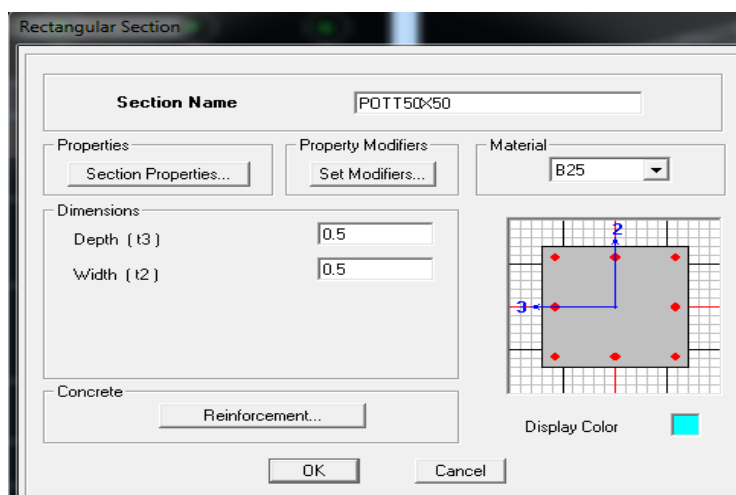 Rectangular Section
Section Name POTT50X50
Properties Property Modifiers Material
Section Properties... Set Modifiers... B25
Dimensions
Depth ( t3 ) 0.5
Width ( t2 ) 0.5
2
3
Concrete
Reinforcement...
Display Color
OK Cancel